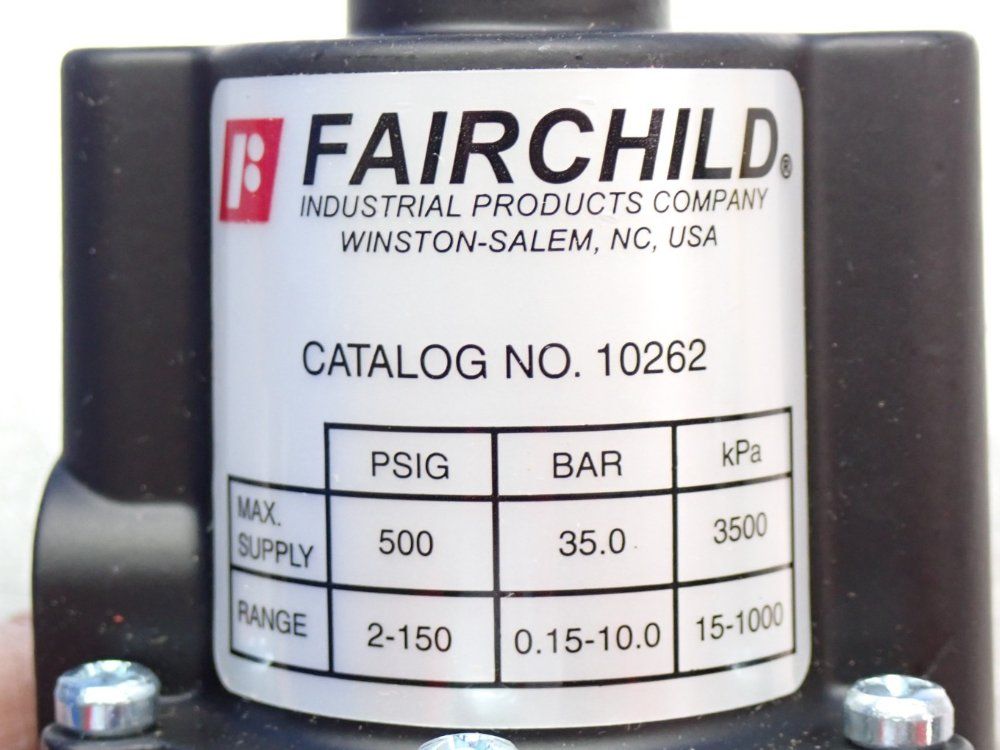 FAIRCHILD®
INDUSTRIAL PRODUCTS COMPANY
WINSTON-SALEM, NC, USA
CATALOG NO. 10262
PSIG BAR kPa
MAX. SUPPLY 500 35.0 3500
RANGE 2-150 0.15-10.0 15-1000